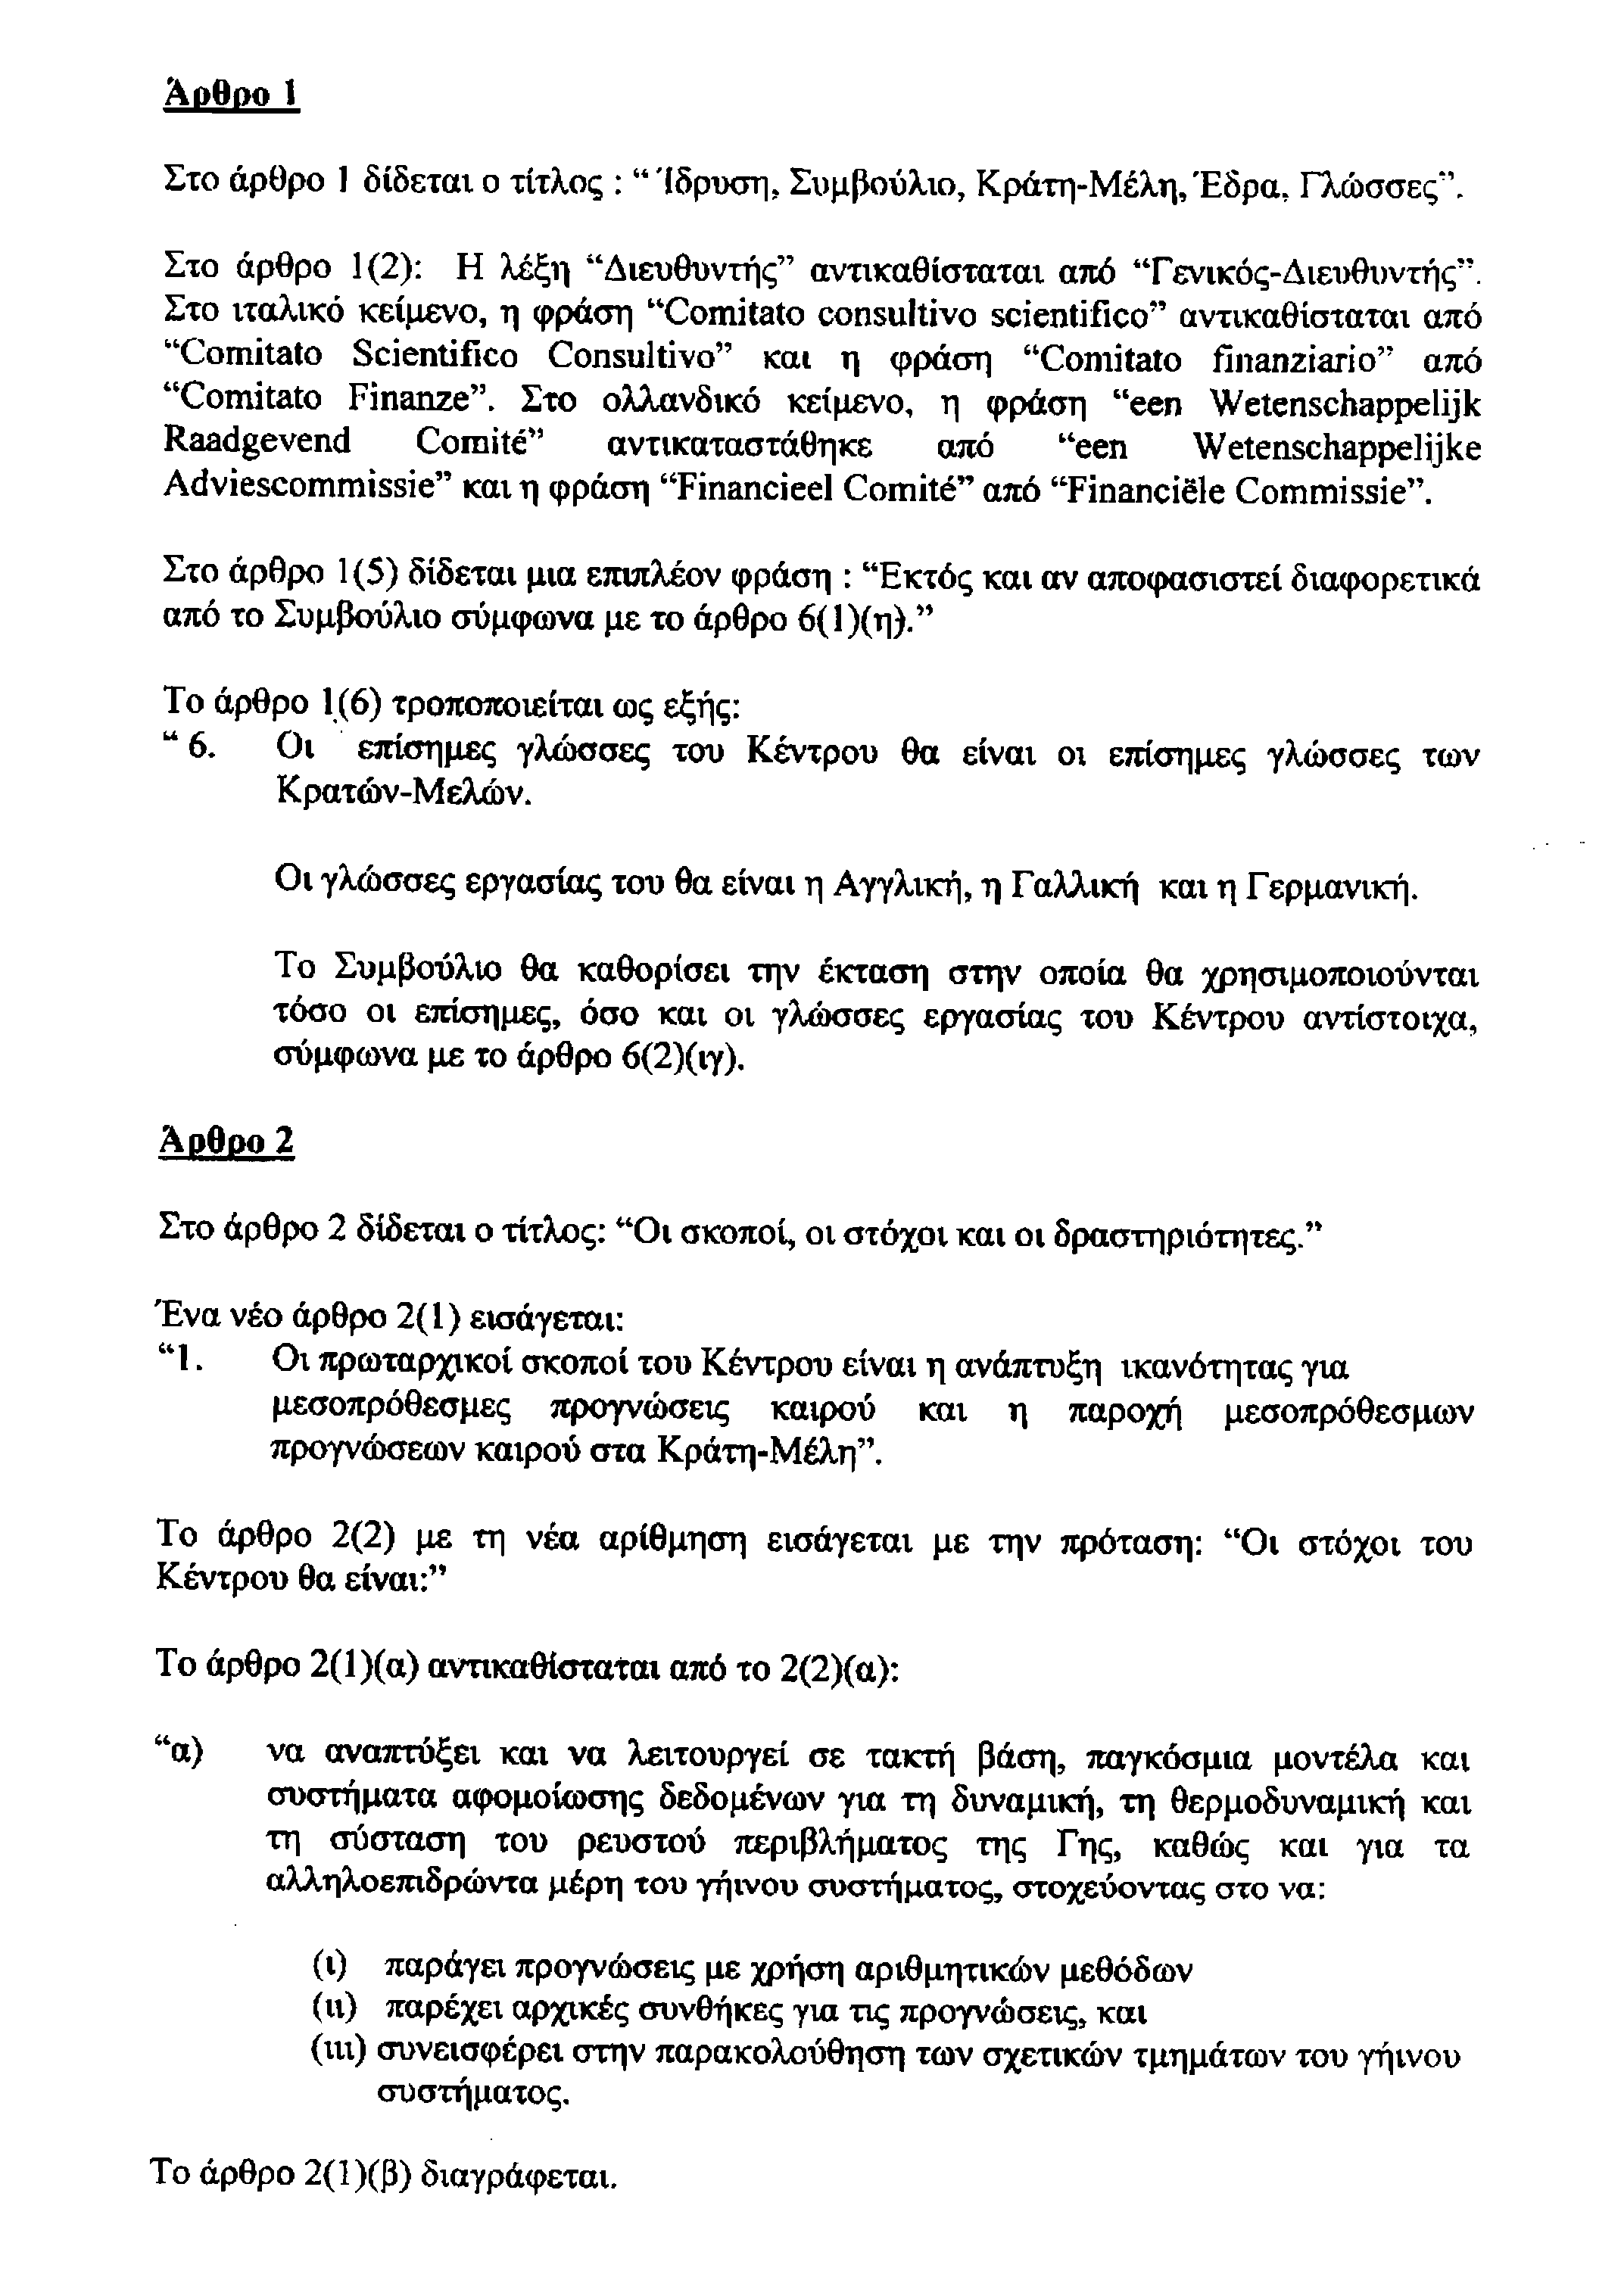 Άρθρο 1
Στο άρθρο 1 δίδεται ο τίτλος : “ Ίδρυση, Συμβούλιο, Κράτη-Μέλη, Έδρα, Γλώσσες”.
Στο άρθρο 1(2): Η λέξη “Διευθυντής” αντικαθίσταται από “Γενικός-Διευθυντής”.
Στο ιταλικό κείμενο, η φράση “Comitato consultivo scientifico” αντικαθίσταται από
“Comitato Scientifico Consultivo” και η φράση “Comitato finanziario” από
“Comitato Finanze”. Στο ολλανδικό κείμενο, η φράση “een Wetenschappelijk
Raadgevend Comité” αντικαταστάθηκε από “een Wetenschappelijke
Adviescommissie” και η φράση “Financieel Comité” από “Financiële Commissie”.
Στο άρθρο 1(5) δίδεται μια επιπλέον φράση : “Εκτός και αν αποφασιστεί διαφορετικά
από το Συμβούλιο σύμφωνα με το άρθρο 6(1)(η).”
Το άρθρο 1(6) τροποποιείται ως εξής:
“ 6. Οι επίσημες γλώσσες του Κέντρου θα είναι οι επίσημες γλώσσες των
Κρατών-Μελών.
Οι γλώσσες εργασίας του θα είναι η Αγγλική, η Γαλλική και η Γερμανική.
Το Συμβούλιο θα καθορίσει την έκταση στην οποία θα χρησιμοποιούνται
τόσο οι επίσημες, όσο και οι γλώσσες εργασίας του Κέντρου αντίστοιχα,
σύμφωνα με το άρθρο 6(2)(ιγ).
Άρθρο 2
Στο άρθρο 2 δίδεται ο τίτλος: “Οι σκοποί, οι στόχοι και οι δραστηριότητες.”
Ένα νέο άρθρο 2(1) εισάγεται:
“1. Οι πρωταρχικοί σκοποί του Κέντρου είναι η ανάπτυξη ικανότητας για
μεσοπρόθεσμες προγνώσεις καιρού και η παροχή μεσοπρόθεσμων
προγνώσεων καιρού στα Κράτη-Μέλη”.
Το άρθρο 2(2) με τη νέα αρίθμηση εισάγεται με την πρόταση: “Οι στόχοι του
Κέντρου θα είναι:”
Το άρθρο 2(1)(α) αντικαθίσταται από το 2(2)(α):
“α) να αναπτύξει και να λειτουργεί σε τακτή βάση, παγκόσμια μοντέλα και
συστήματα αφομοίωσης δεδομένων για τη δυναμική, τη θερμοδυναμική και
τη σύσταση του ρευστού περιβλήματος της Γης, καθώς και για τα
αλληλοεπιδρώντα μέρη του γήινου συστήματος, στοχεύοντας στο να:
(ι) παράγει προγνώσεις με χρήση αριθμητικών μεθόδων
(ιι) παρέχει αρχικές συνθήκες για τις προγνώσεις, και
(ιιι) συνεισφέρει στην παρακολούθηση των σχετικών τμημάτων του γήινου
συστήματος.
Το άρθρο 2(1)(β) διαγράφεται.